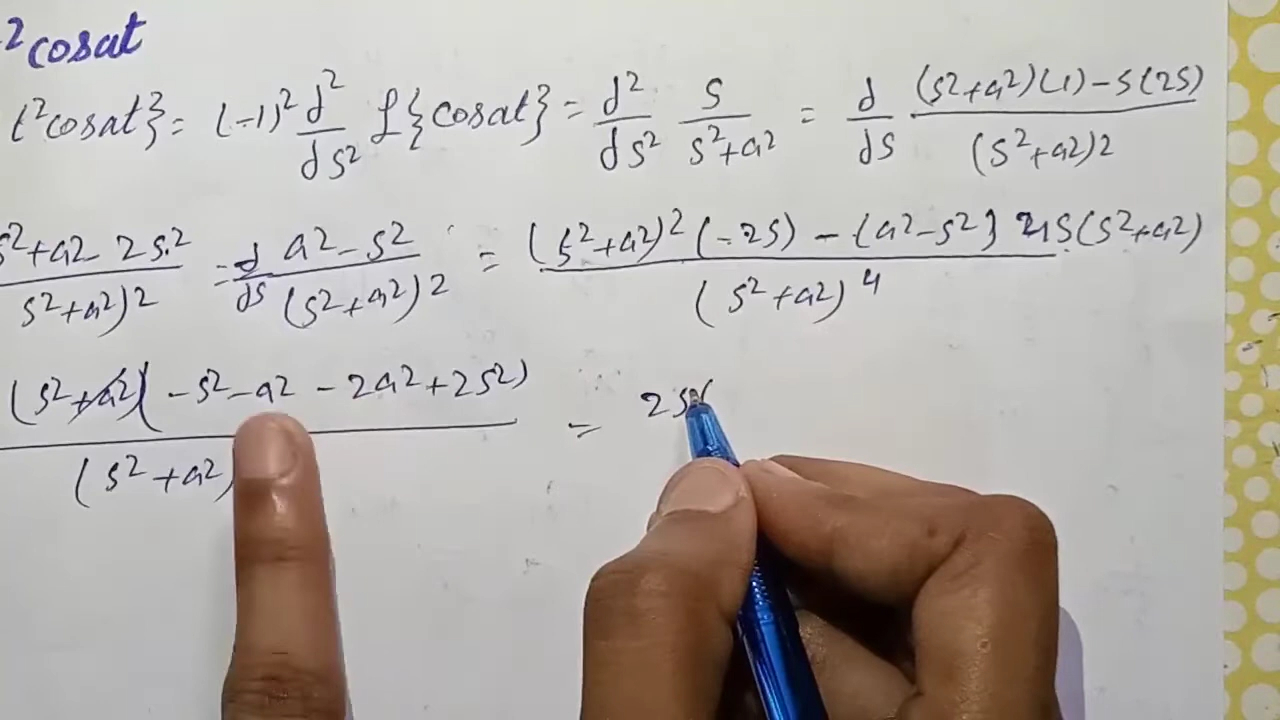 ² cosat
t²cosat} = (-1)² d²/ds² L{cosat} = d²/ds² s/(s²+a²) = d/ds ((s²+a²)(1) - s(2s))/(s²+a²)²
s²+a² - 2s²/(s²+a²)² = d/ds (a²-s²)/(s²+a²)² = ((s²+a²)²(-2s) - (a²-s²) 2(s²+a²) 2s)/(s²+a²)⁴
(s²+a²)(-s²-a² - 2a²+2s²)/(s²+a²) = 2s(